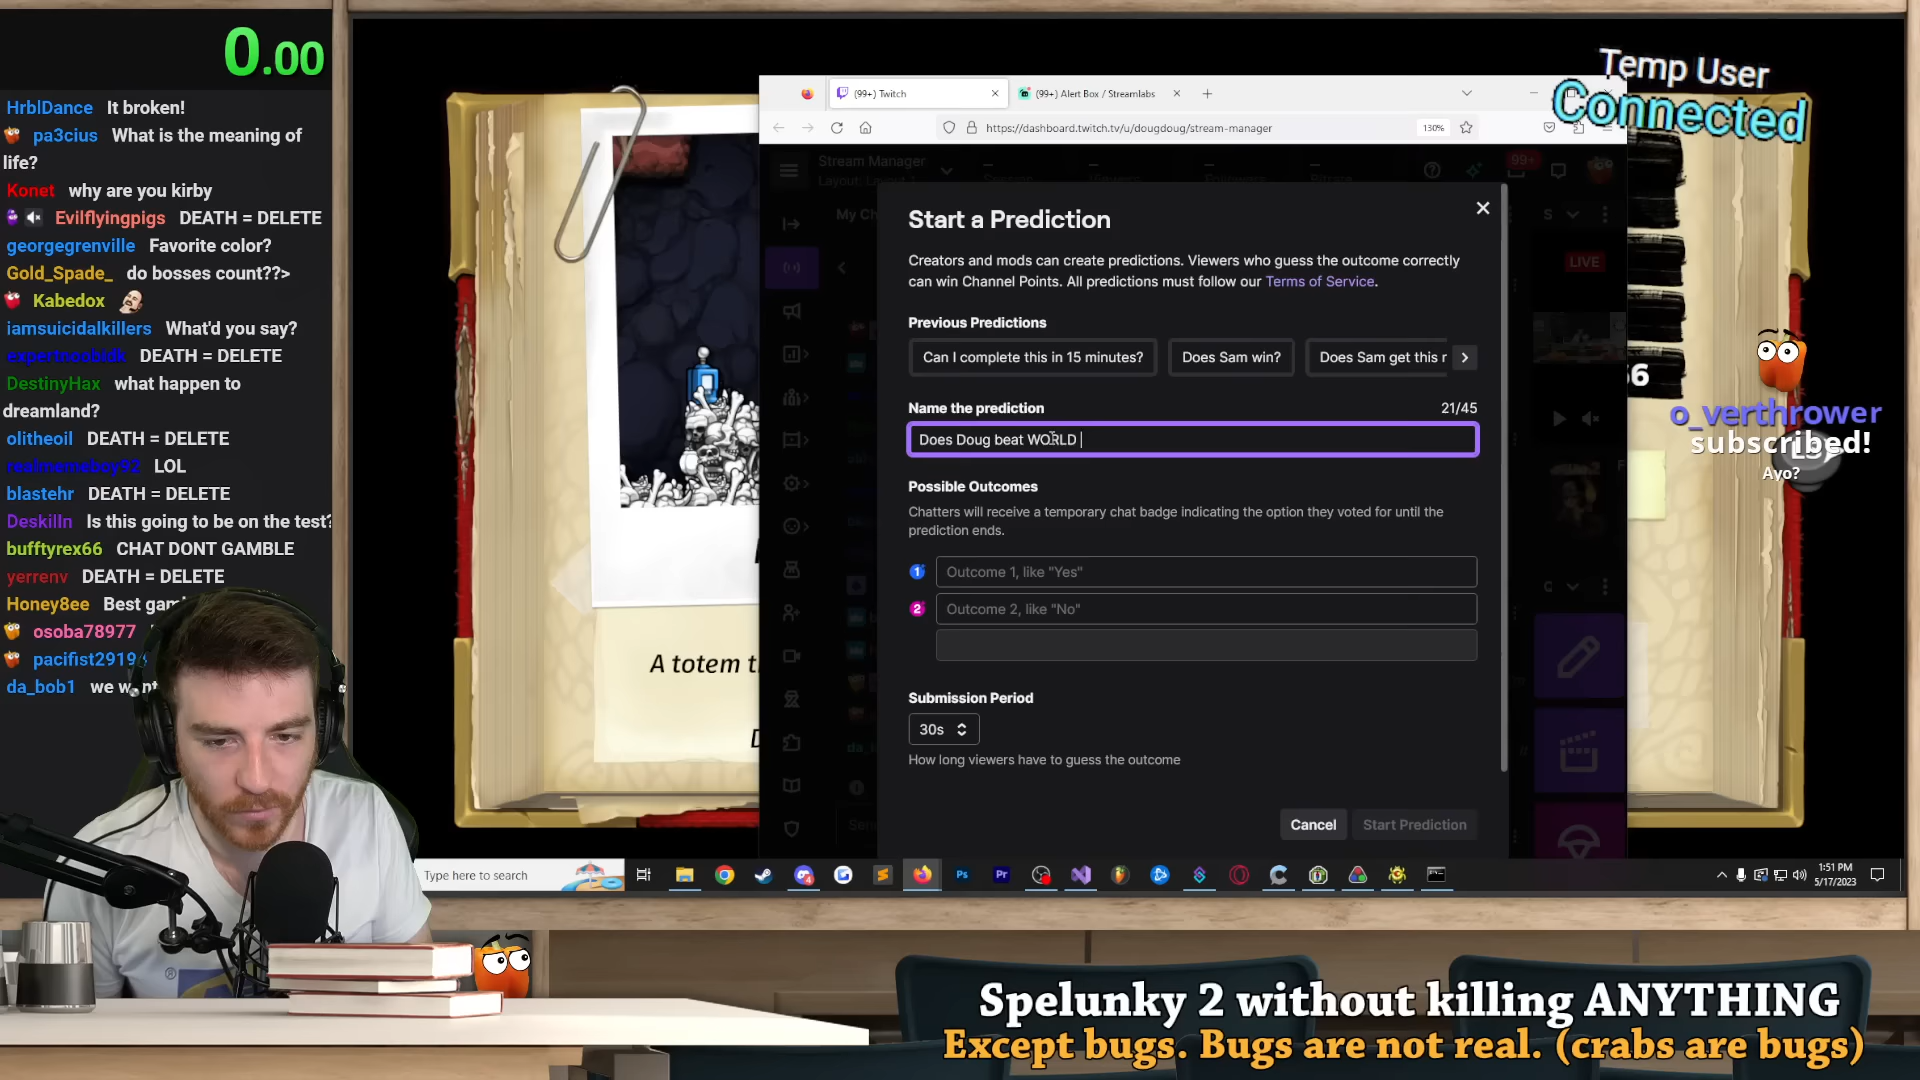 0.00
HrblDance It broken!
pa3cius What is the meaning of
life?
Konet why are you kirby
Evilflyingpigs DEATH = DELETE
georgegrenville Favorite color?
Gold_Spade_ do bosses count??>
Kabedox
iamsuicidalkillers What'd you say?
expertnoobidk DEATH = DELETE
DestinyHax what happen to
dreamland?
olitheoil DEATH = DELETE
realmemeboy92 LOL
blastehr DEATH = DELETE
Deskilln Is this going to be on the test?
bufftyrex66 CHAT DONT GAMBLE
yerrenv DEATH = DELETE
Honey8ee Best
osoba78977
pacifist2919
da_bob1
A totem
(99+) Twitch
(99+) Alert Box / Streamlabs
https://dashboard.twitch.tv/u/dougdoug/stream-manager
130%
Stream Manager
99+
Start a Prediction
Creators and mods can create predictions. Viewers who guess the outcome correctly
can win Channel Points. All predictions must follow our Terms of Service.
Previous Predictions
Can I complete this in 15 minutes?
Does Sam win?
Does Sam get this r
Name the prediction
21/45
Does Doug beat WORLD
Possible Outcomes
Chatters will receive a temporary chat badge indicating the option they voted for until the
prediction ends.
1 Outcome 1, like "Yes"
2 Outcome 2, like "No"
Submission Period
30s
How long viewers have to guess the outcome
Cancel
Start Prediction
LIVE
Temp User
Connected
o_verthrower
subscribed!
Ayo?
Type here to search
Ps
Pr
1:51 PM
5/17/2023
Spelunky 2 without killing ANYTHING
Except bugs. Bugs are not real. (crabs are bugs)